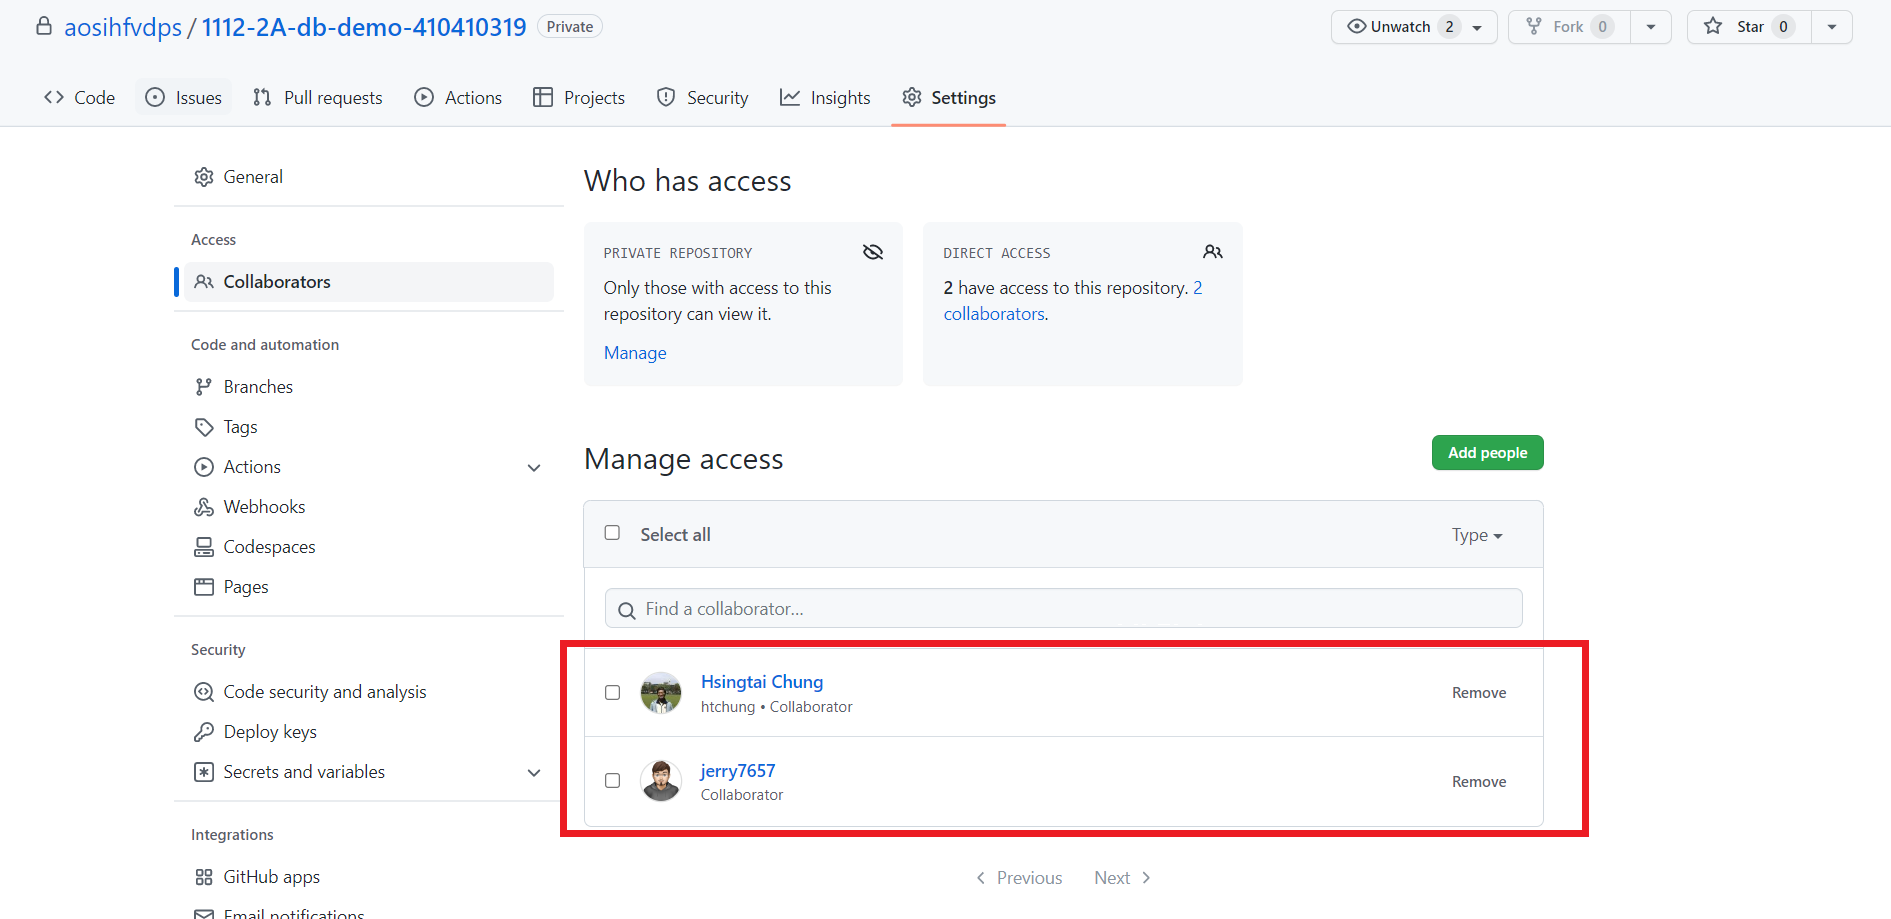 aosihfvdps / 1112-2A-db-demo-410410319 Private
Unwatch 2 Fork 0 Star 0
Code Issues Pull requests Actions Projects Security Insights Settings
General
Access
Collaborators
Code and automation
Branches
Tags
Actions
Webhooks
Codespaces
Pages
Security
Code security and analysis
Deploy keys
Secrets and variables
Integrations
GitHub apps
Email notifications
Who has access
PRIVATE REPOSITORY
Only those with access to this
repository can view it.
Manage
DIRECT ACCESS
2 have access to this repository. 2
collaborators.
Manage access
Add people
Select all
Type
Find a collaborator...
Hsingtai Chung
htchung • Collaborator
Remove
jerry7657
Collaborator
Remove
Previous Next